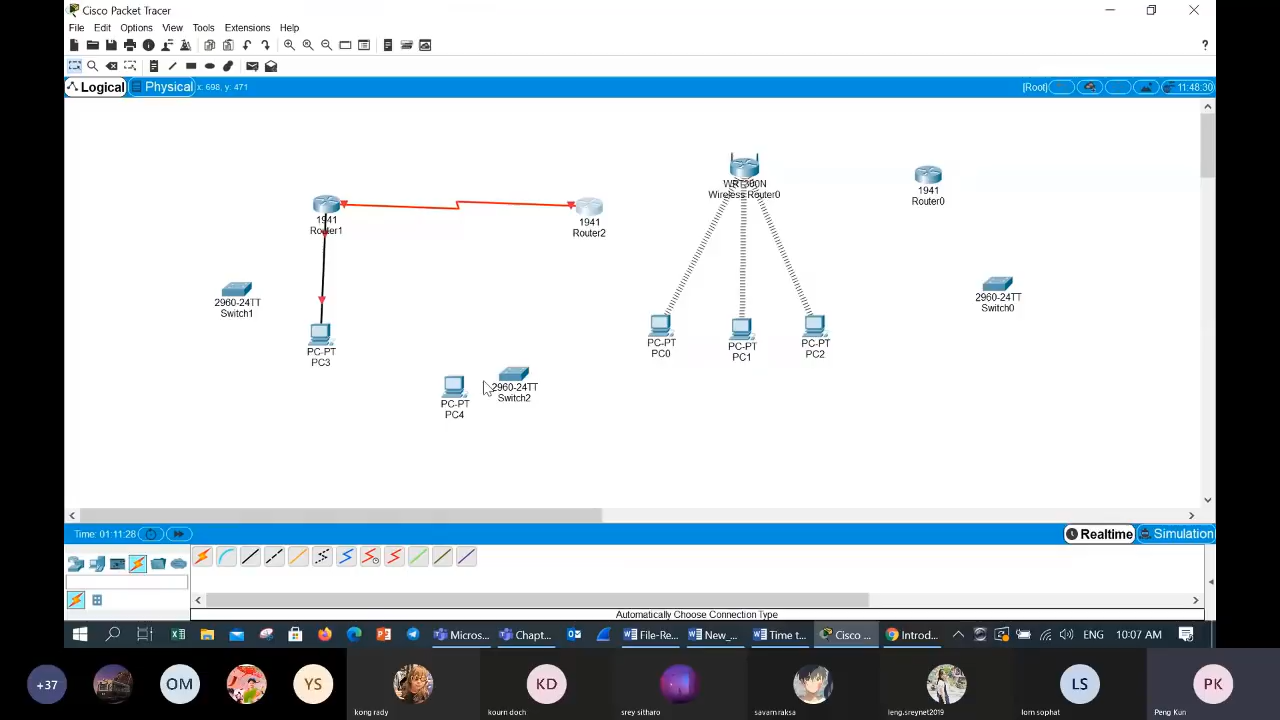 Cisco Packet Tracer
File Edit Options View Tools Extensions Help
?
Logical Physical x: 698, y: 471 [Root] 11:48:30
WRT300N
Wireless Router0
1941
Router0
1941
Router1
1941
Router2
2960-24TT
Switch1
2960-24TT
Switch0
PC-PT
PC3
PC-PT
PC0
PC-PT
PC1
PC-PT
PC2
2960-24TT
Switch2
PC-PT
PC4
Time: 01:11:28 Realtime Simulation
Automatically Choose Connection Type
Micros... Chapt... File-Re... New_... Time t... Cisco ... Introd... ENG 10:07 AM
+37 OM YS KD LS PK
kong rady kourn doch srey sitharo savarn raksa leng.sreynet2019 lorn sophat Peng Kun